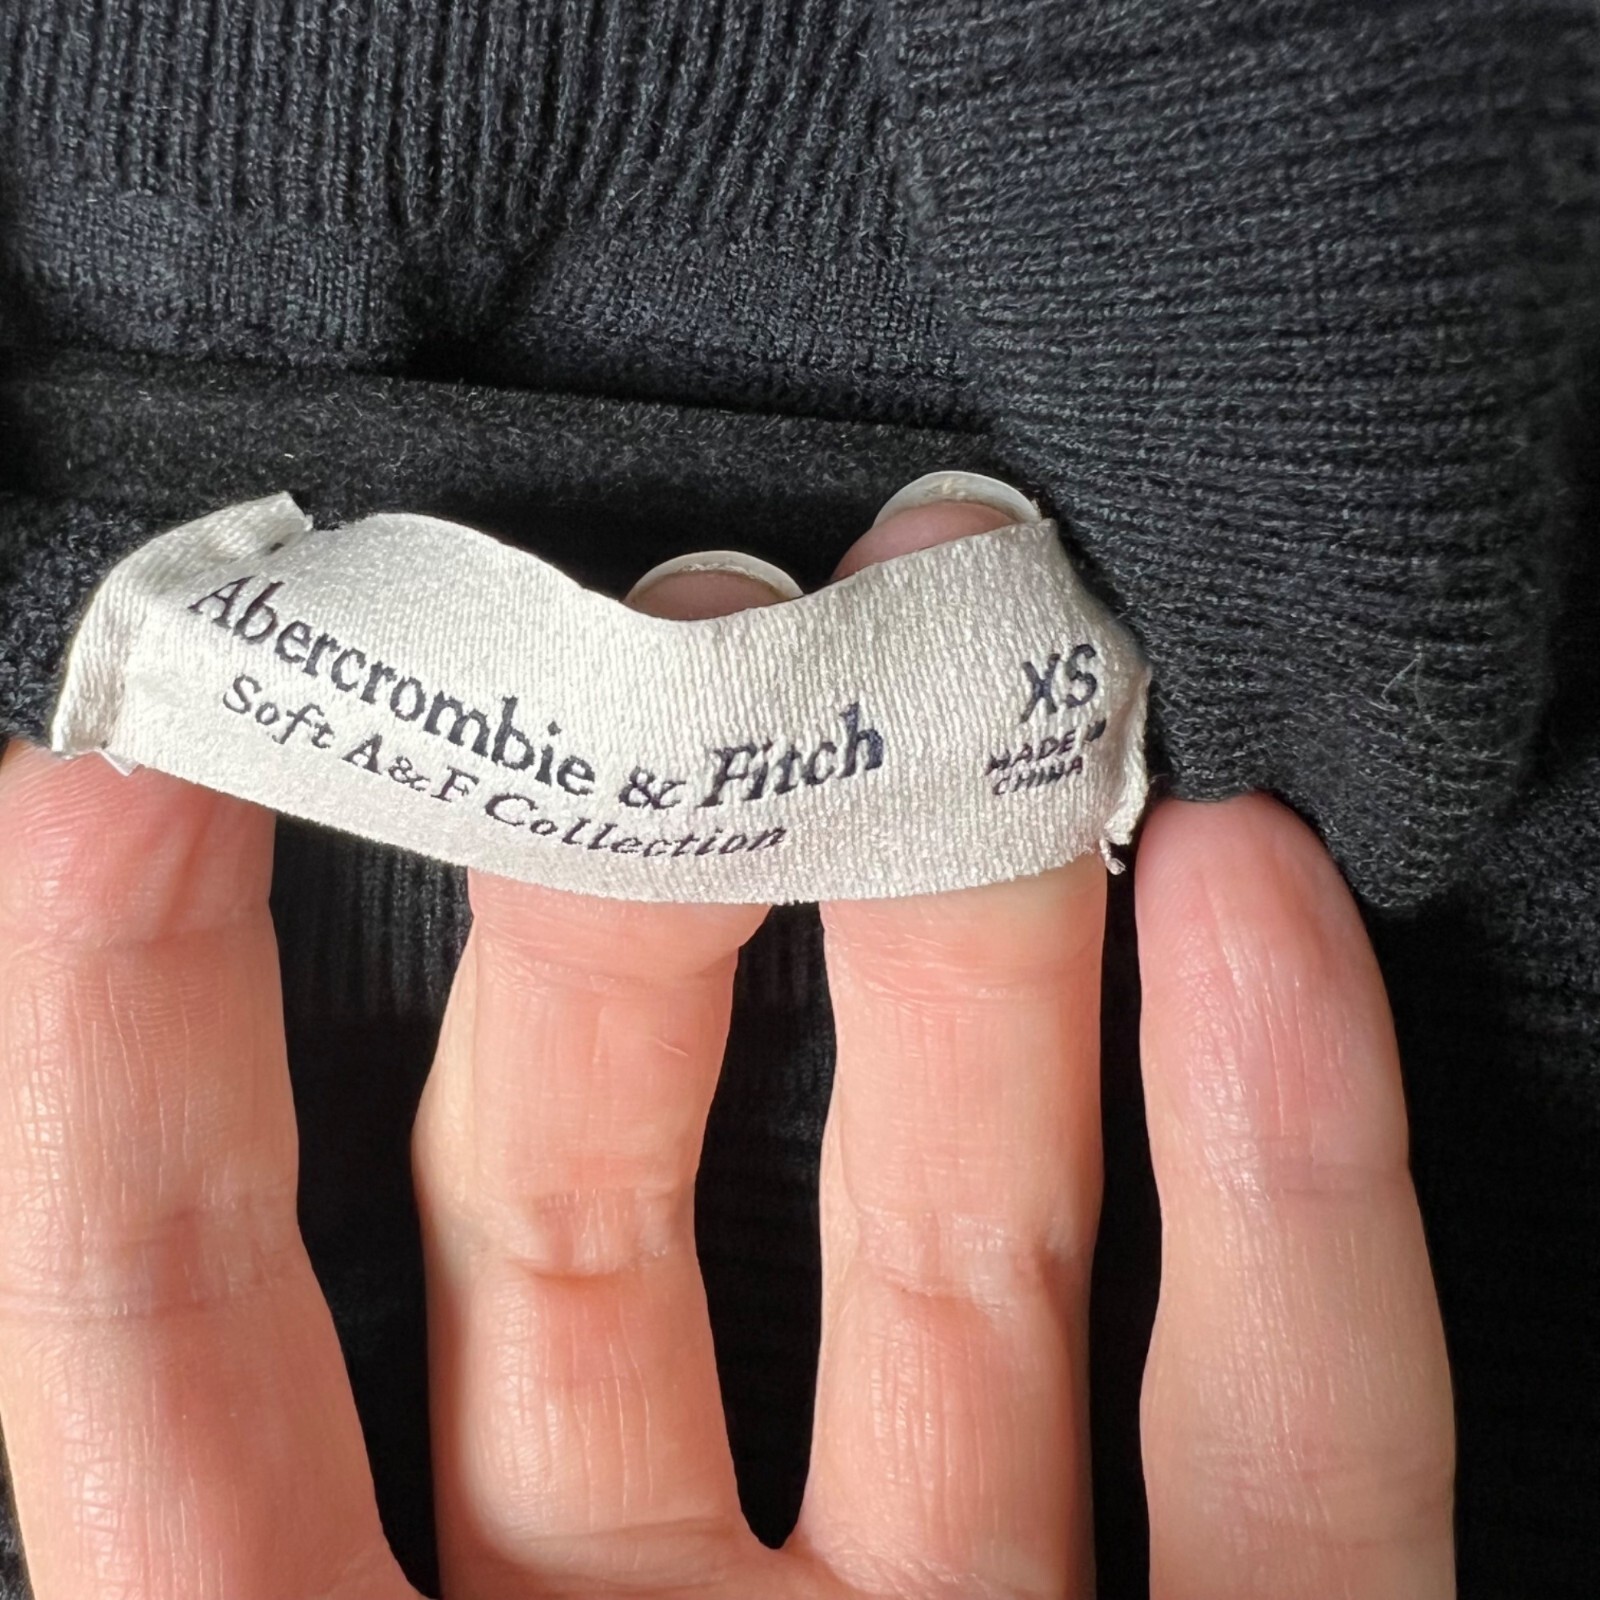 Abercrombie & Fitch
Soft A&F Collection
XS
MADE IN
CHINA